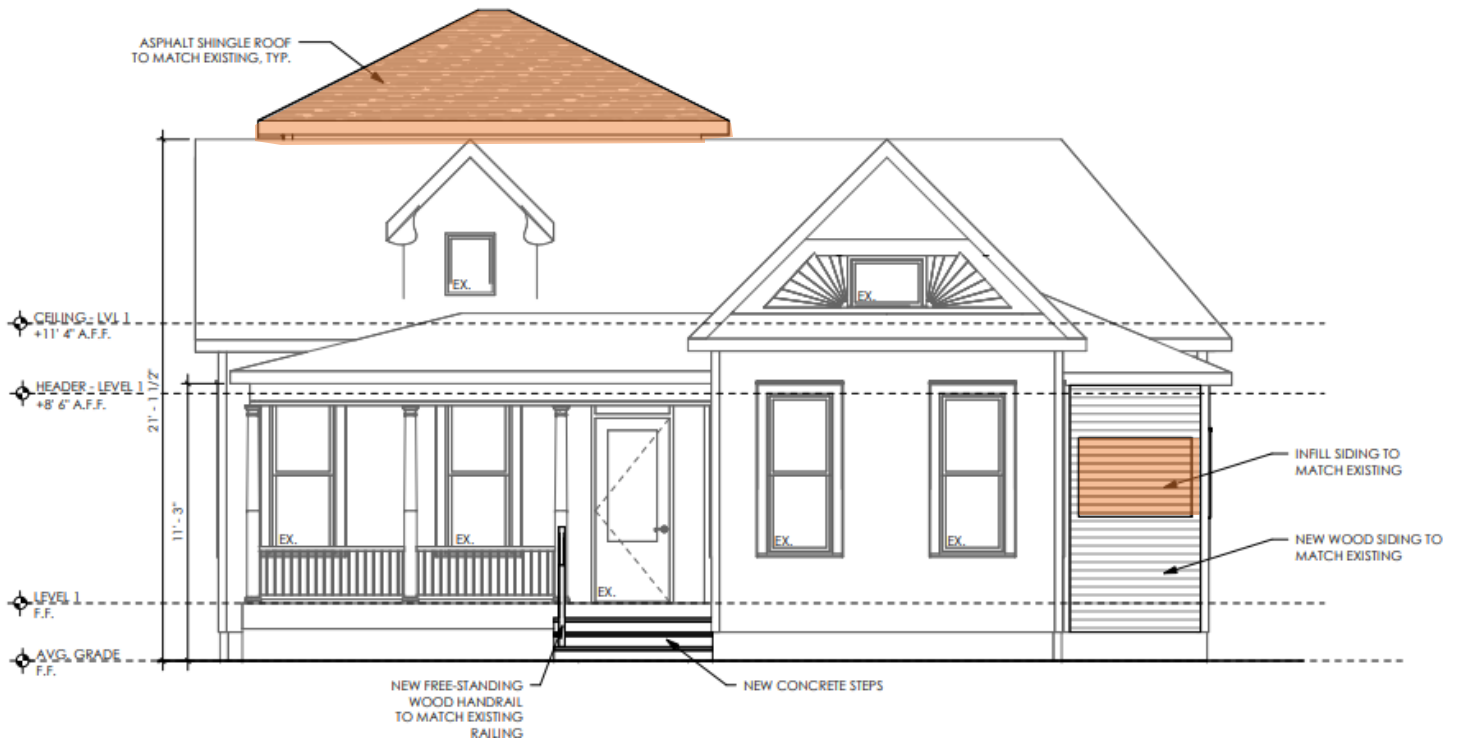 ASPHALT SHINGLE ROOF
TO MATCH EXISTING, TYP.
EX.
EX.
CEILING - LVL 1
+11' 4" A.F.F.
HEADER - LEVEL 1
+8' 6" A.F.F.
21' - 1 1/2"
11' - 3"
INFILL SIDING TO
MATCH EXISTING
EX.
EX.
EX.
EX.
NEW WOOD SIDING TO
MATCH EXISTING
EX.
LEVEL 1
F.F.
AVG. GRADE
F.F.
NEW FREE-STANDING
WOOD HANDRAIL
TO MATCH EXISTING
RAILING
NEW CONCRETE STEPS